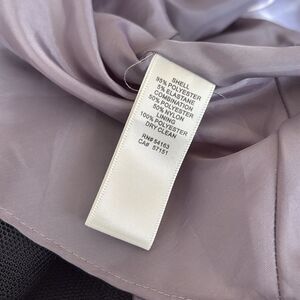 SHELL
95% POLYESTER
5% ELASTANE
COMBINATION
50% POLYESTER
50% NYLON
LINING
100% POLYESTER
DRY CLEAN
RN# 54163
CA# 57151